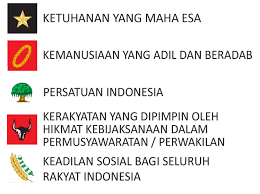 KETUHANAN YANG MAHA ESA
KEMANUSIAAN YANG ADIL DAN BERADAB
PERSATUAN INDONESIA
KERAKYATAN YANG DIPIMPIN OLEH
HIKMAT KEBIJAKSANAAN DALAM
PERMUSYAWARATAN / PERWAKILAN
KEADILAN SOSIAL BAGI SELURUH
RAKYAT INDONESIA